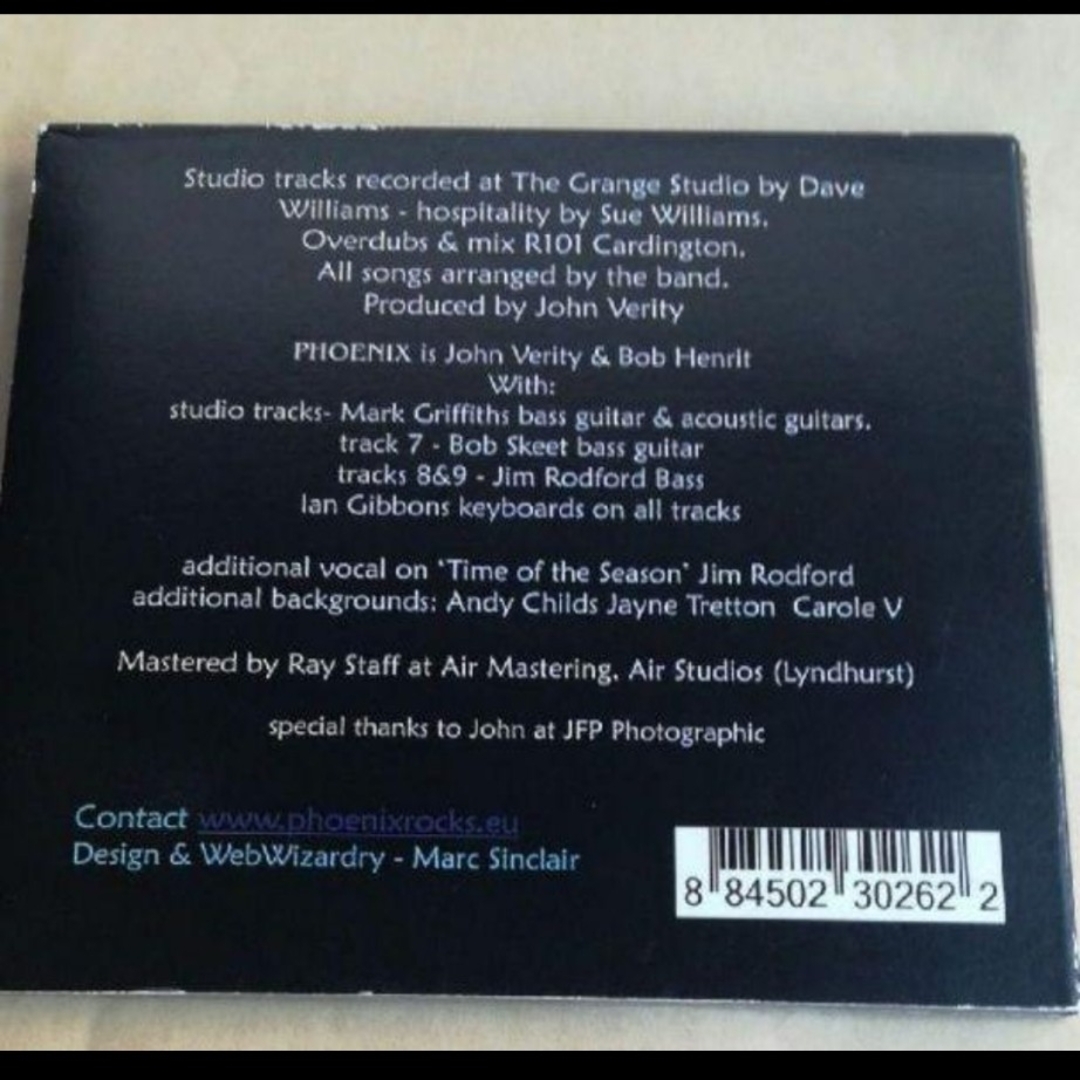 Studio tracks recorded at The Grange Studio by Dave
Williams - hospitality by Sue Williams.
Overdubs & mix R101 Cardington.
All songs arranged by the band.
Produced by John Verity
PHOENIX is John Verity & Bob Henrit
With:
studio tracks- Mark Griffiths bass guitar & acoustic guitars.
track 7 - Bob Skeet bass guitar
tracks 8&9 - Jim Rodford Bass
Ian Gibbons keyboards on all tracks
additional vocal on 'Time of the Season' Jim Rodford
additional backgrounds: Andy Childs Jayne Tretton Carole V
Mastered by Ray Staff at Air Mastering, Air Studios (Lyndhurst)
special thanks to John at JFP Photographic
Contact www.phoenixrocks.eu
Design & WebWizardry - Marc Sinclair
8 84502 30262 2